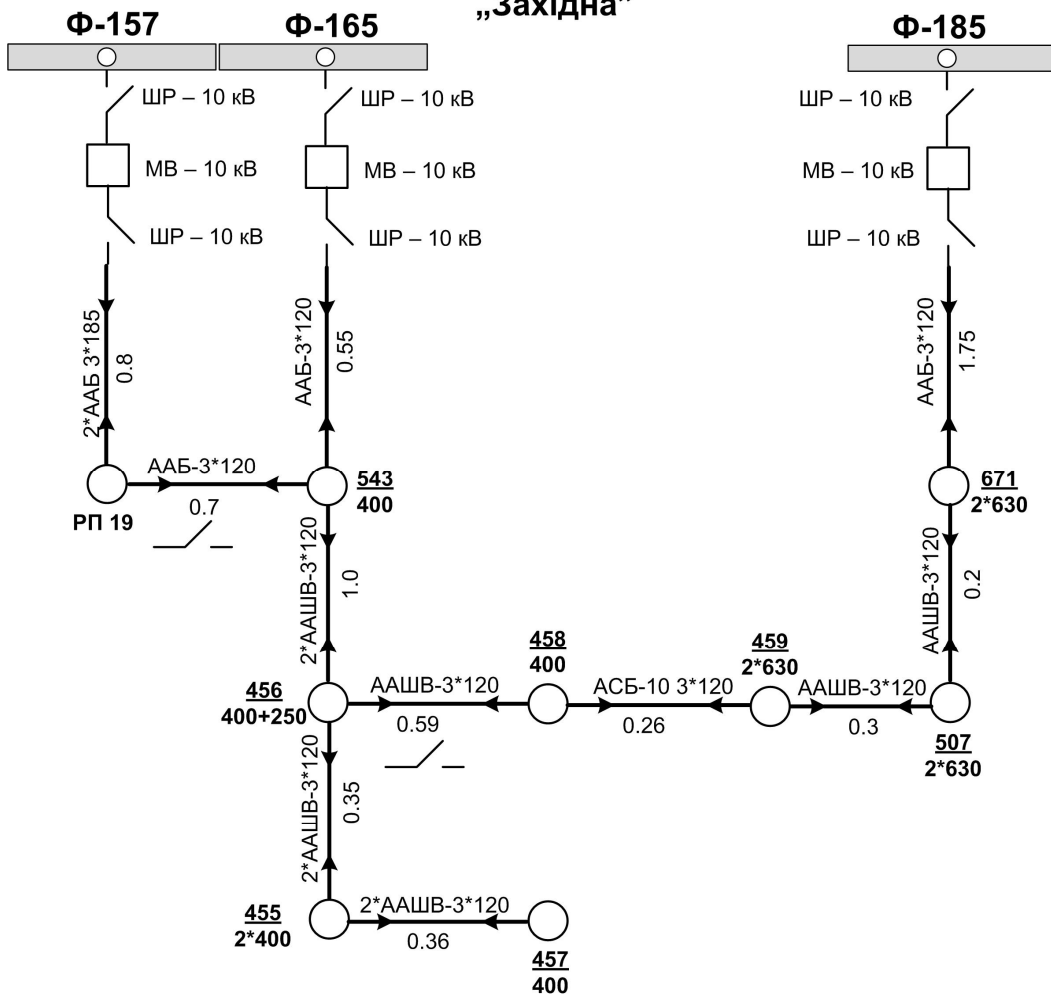 „Західна”
Ф-157
Ф-165
Ф-185
ШР – 10 кВ
ШР – 10 кВ
ШР – 10 кВ
МВ – 10 кВ
МВ – 10 кВ
МВ – 10 кВ
ШР – 10 кВ
ШР – 10 кВ
ШР – 10 кВ
2*ААБ 3*185
0.8
ААБ-3*120
0.55
ААБ-3*120
1.75
ААБ-3*120
0.7
РП 19
543
400
671
2*630
2*ААШВ-3*120
1.0
ААШВ-3*120
0.2
458
400
459
2*630
456
400+250
ААШВ-3*120
0.59
АСБ-10 3*120
0.26
ААШВ-3*120
0.3
507
2*630
2*ААШВ-3*120
0.35
455
2*400
2*ААШВ-3*120
0.36
457
400